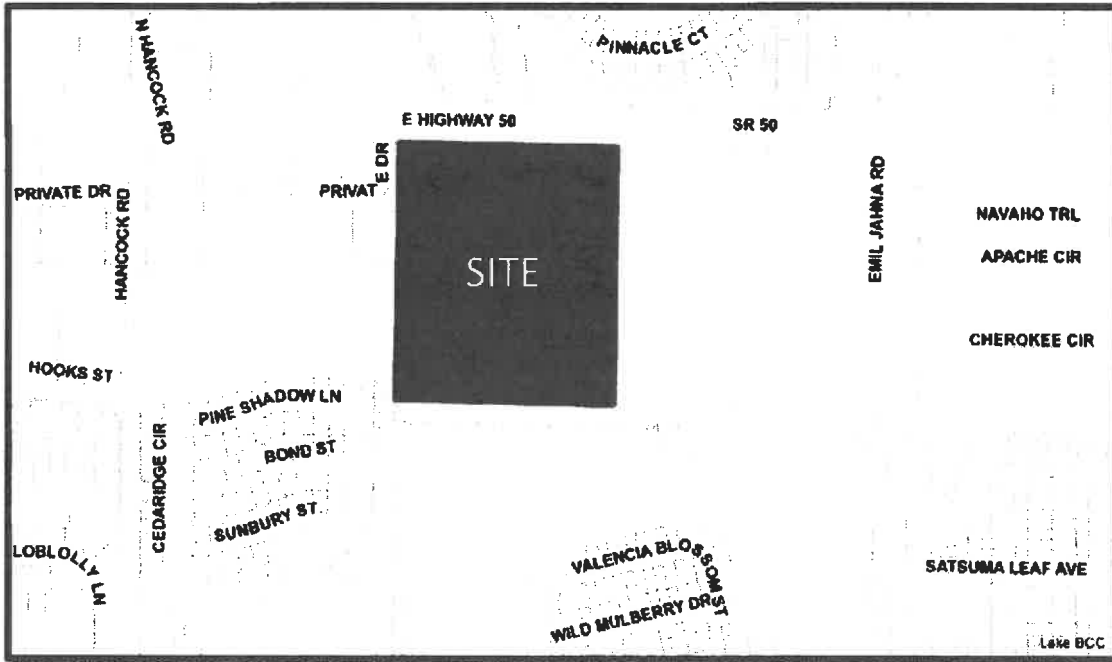 PINNACLE CT
N HANCOCK RD
E HIGHWAY 50
SR 50
PRIVATE DR
HANCOCK RD
PRIVAT
E DR
EMIL JAHNA RD
NAVAHO TRL
APACHE CIR
SITE
CHEROKEE CIR
HOOKS ST
PINE SHADOW LN
BOND ST
CEDARIDGE CIR
SUNBURY ST.
LOBLOLLY LN
VALENCIA BLOSSOM ST
WILD MULBERRY DR
SATSUMA LEAF AVE
Lake BCC